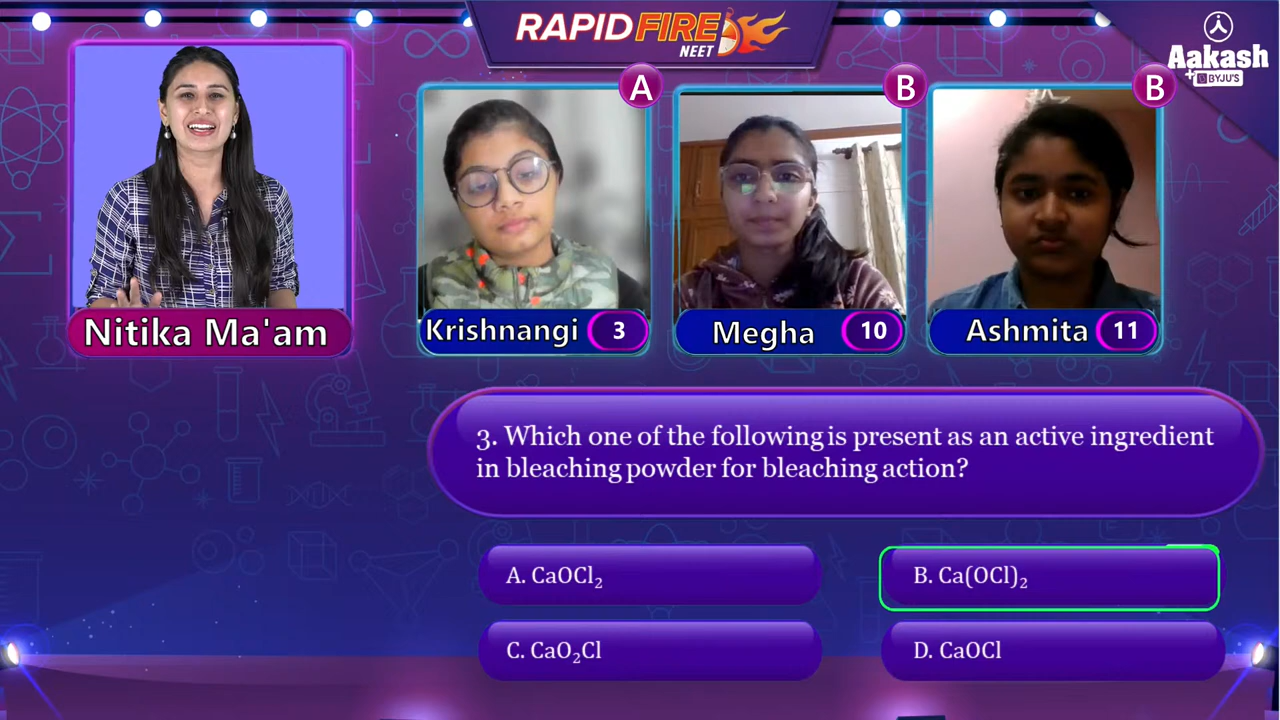 RAPID FIRE
NEET
Aakash
+ BYJU'S
A
B
B
Nitika Ma'am
Krishnangi 3
Megha 10
Ashmita 11
3. Which one of the following is present as an active ingredient
in bleaching powder for bleaching action?
A. CaOCl₂
B. Ca(OCl)₂
C. CaO₂Cl
D. CaOCl